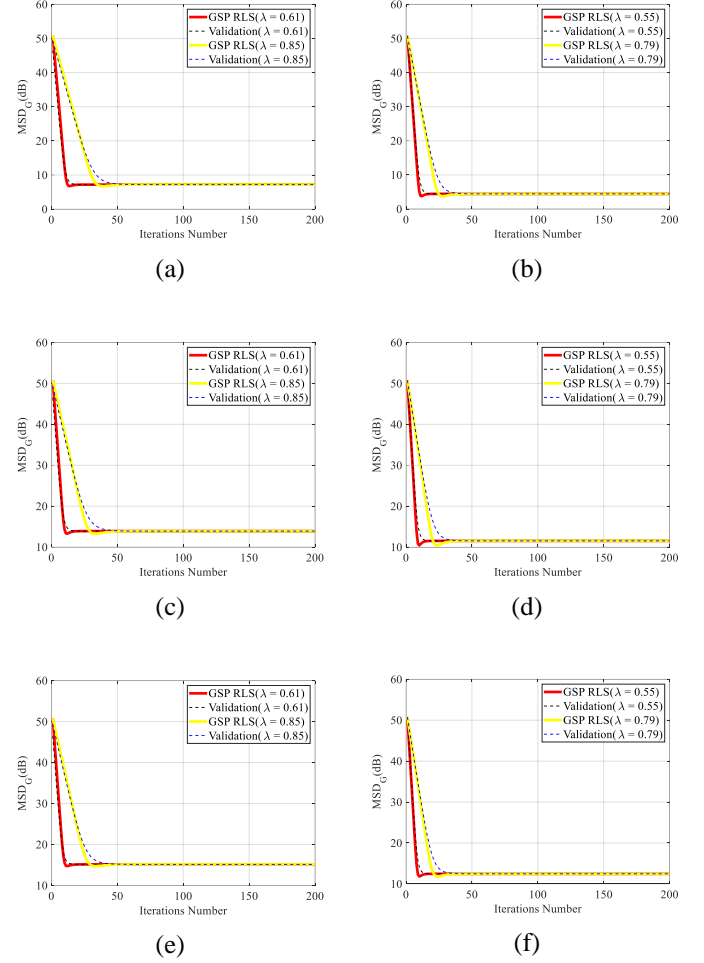 60
50
40
30
20
10
0
MSD_G(dB)
0 50 100 150 200
Iterations Number
GSP RLS(λ = 0.61)
Validation(λ = 0.61)
GSP RLS(λ = 0.85)
Validation(λ = 0.85)
(a)
60
50
40
30
20
10
0
MSD_G(dB)
0 50 100 150 200
Iterations Number
GSP RLS(λ = 0.55)
Validation(λ = 0.55)
GSP RLS(λ = 0.79)
Validation(λ = 0.79)
(b)
60
50
40
30
20
10
MSD_G(dB)
0 50 100 150 200
Iterations Number
GSP RLS(λ = 0.61)
Validation(λ = 0.61)
GSP RLS(λ = 0.85)
Validation(λ = 0.85)
(c)
60
50
40
30
20
10
MSD_G(dB)
0 50 100 150 200
Iterations Number
GSP RLS(λ = 0.55)
Validation(λ = 0.55)
GSP RLS(λ = 0.79)
Validation(λ = 0.79)
(d)
60
50
40
30
20
10
MSD_G(dB)
0 50 100 150 200
Iterations Number
GSP RLS(λ = 0.61)
Validation(λ = 0.61)
GSP RLS(λ = 0.85)
Validation(λ = 0.85)
(e)
60
50
40
30
20
10
MSD_G(dB)
0 50 100 150 200
Iterations Number
GSP RLS(λ = 0.55)
Validation(λ = 0.55)
GSP RLS(λ = 0.79)
Validation(λ = 0.79)
(f)